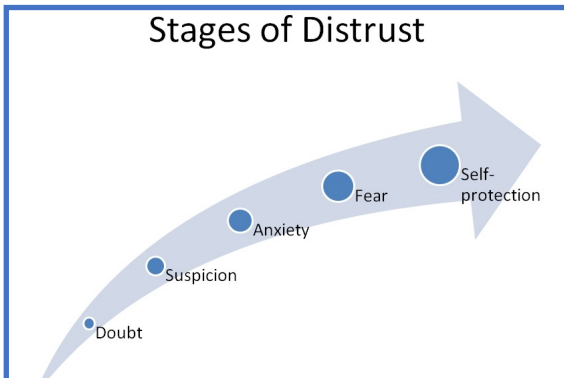 Stages of Distrust
Self-
protection
Fear
Anxiety
Suspicion
Doubt